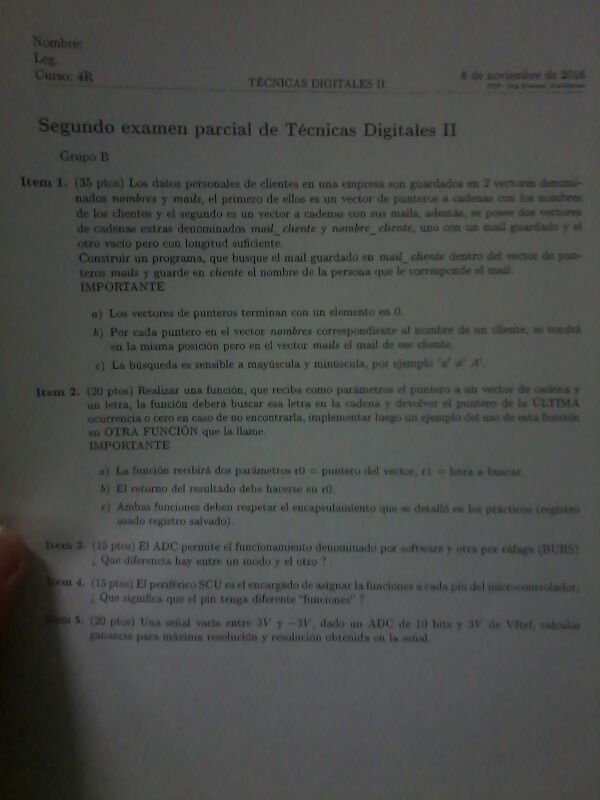 Nombre:
Leg.
Curso: 4R
TÉCNICAS DIGITALES II
8 de noviembre de 2016
Segundo examen parcial de Técnicas Digitales II
Grupo B
Item 1. (35 ptos) Los datos personales de clientes en una empresa son guardados en 2 vectores denomi-
nados nombres y mails, el primero de ellos es un vector de punteros a cadenas con los nombres
de los clientes y el segundo es un vector a cadenas con sus mails, además, se posee dos vectores
de cadenas extras denominados mail_cliente y nombre_cliente, uno con un mail guardado y el
otro vacío pero con longitud suficiente.
Construir un programa, que busque el mail guardado en mail_cliente dentro del vector de pun-
teros mails y guarde en cliente el nombre de la persona que le corresponde el mail.
IMPORTANTE
a) Los vectores de punteros terminan con un elemento en 0.
b) Por cada puntero en el vector nombres correspondiente al nombre de un cliente, se tendrá
en la misma posición pero en el vector mails el mail de ese cliente.
c) La búsqueda es sensible a mayúscula y minúscula, por ejemplo 'a' ≠' A'.
Item 2. (20 ptos) Realizar una función, que reciba como parámetros el puntero a un vector de cadena y
un letra, la función deberá buscar esa letra en la cadena y devolver el puntero de la ÚLTIMA
ocurrencia o cero en caso de no encontrarla, implementar luego un ejemplo del uso de esta función
en OTRA FUNCIÓN que la llame.
IMPORTANTE
a) La función recibirá dos parámetros r0 = puntero del vector, r1 = letra a buscar.
b) El retorno del resultado debe hacerse en r0.
c) Ambas funciones deben respetar el encapsulamiento que se detalló en los prácticos (registro
usado registro salvado).
Item 3. (15 ptos) El ADC permite el funcionamiento denominado por software y otra por ráfaga (BURS)
¿ Que diferencia hay entre un modo y el otro ?
Item 4. (15 ptos) El periférico SCU es el encargado de asignar la funciones a cada pin del microcontrolador,
¿ Que significa que el pin tenga diferente "funciones" ?
Item 5. (20 ptos) Una señal varía entre 3V y −3V, dado un ADC de 10 bits y 3V de VRef, calcular
ganancia para máxima resolución y resolución obtenida en la señal.